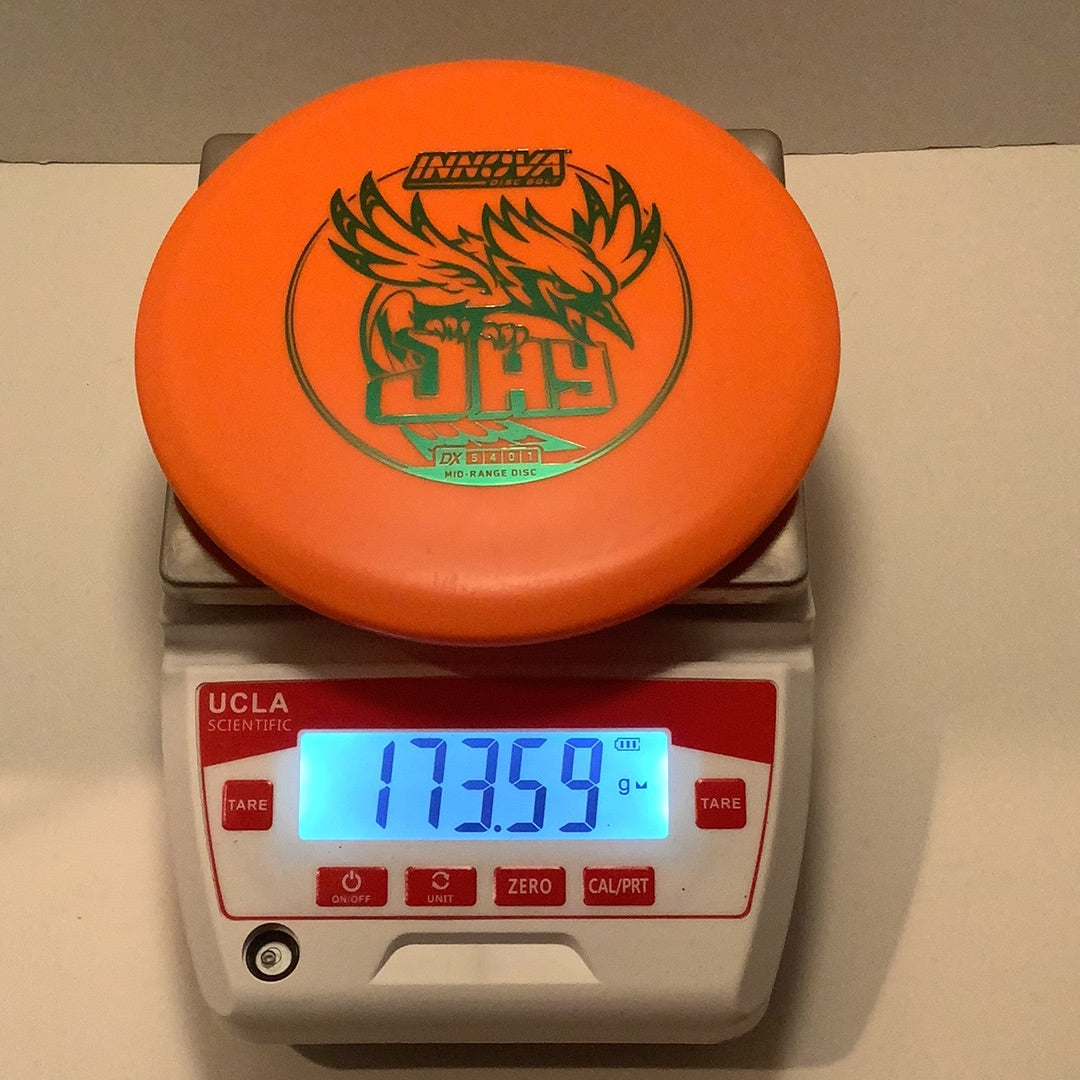 INNOVA
DISC GOLF
JAY
DX 5 4 0 1
MID-RANGE DISC
UCLA
SCIENTIFIC
173.59
g
TARE
TARE
ON/OFF
UNIT
ZERO
CAL/PRT